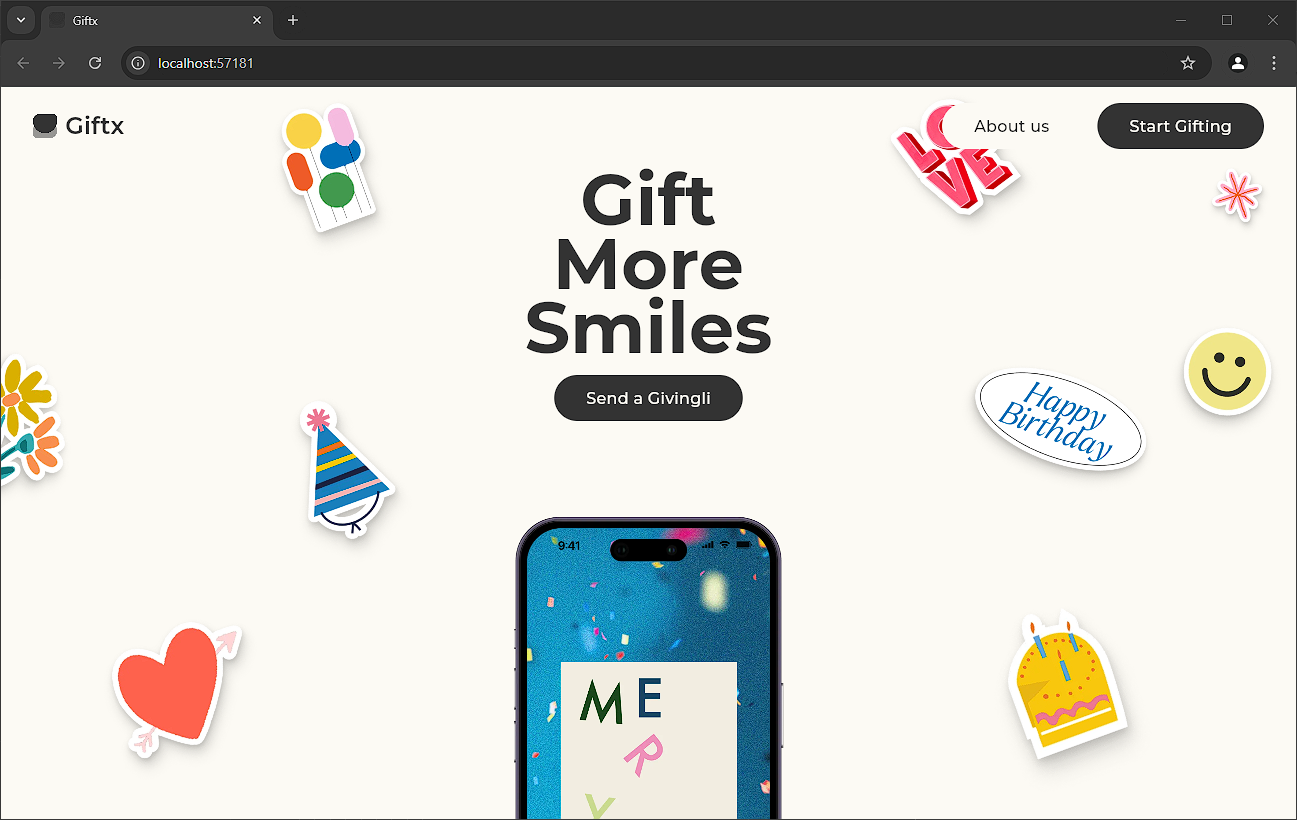 Giftx
localhost:57181
Giftx
About us
Start Gifting
LOVE
Gift
More
Smiles
Send a Givingli
Happy
Birthday
9:41
M E
R
Y